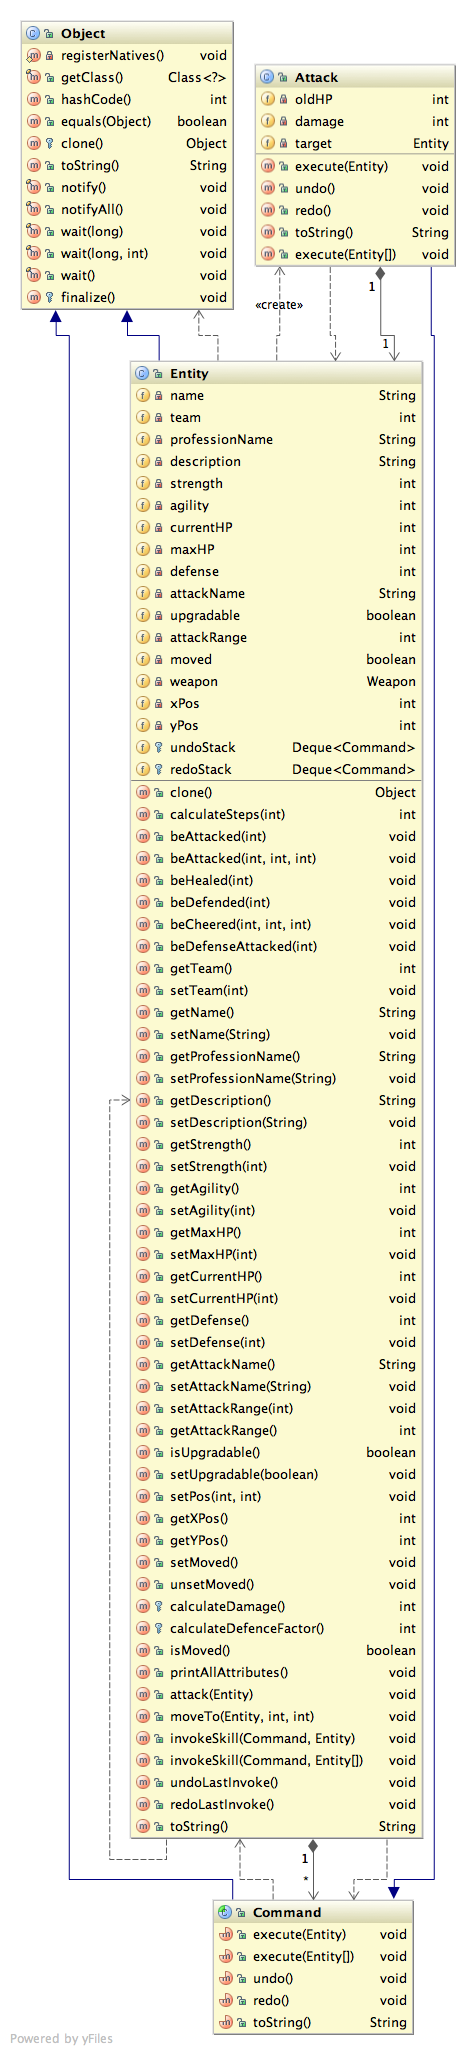 Object
registerNatives() void
getClass() Class<?>
hashCode() int
equals(Object) boolean
clone() Object
toString() String
notify() void
notifyAll() void
wait(long) void
wait(long, int) void
wait() void
finalize() void
Attack
oldHP int
damage int
target Entity
execute(Entity) void
undo() void
redo() void
toString() String
execute(Entity[]) void
1
«create»
1
Entity
name String
team int
professionName String
description String
strength int
agility int
currentHP int
maxHP int
defense int
attackName String
upgradable boolean
attackRange int
moved boolean
weapon Weapon
xPos int
yPos int
undoStack Deque<Command>
redoStack Deque<Command>
clone() Object
calculateSteps(int) int
beAttacked(int) void
beAttacked(int, int, int) void
beHealed(int) void
beDefended(int) void
beCheered(int, int, int) void
beDefenseAttacked(int) void
getTeam() int
setTeam(int) void
getName() String
setName(String) void
getProfessionName() String
setProfessionName(String) void
getDescription() String
setDescription(String) void
getStrength() int
setStrength(int) void
getAgility() int
setAgility(int) void
getMaxHP() int
setMaxHP(int) void
getCurrentHP() int
setCurrentHP(int) void
getDefense() int
setDefense(int) void
getAttackName() String
setAttackName(String) void
setAttackRange(int) void
getAttackRange() int
isUpgradable() boolean
setUpgradable(boolean) void
setPos(int, int) void
getXPos() int
getYPos() int
setMoved() void
unsetMoved() void
calculateDamage() int
calculateDefenceFactor() int
isMoved() boolean
printAllAttributes() void
attack(Entity) void
moveTo(Entity, int, int) void
invokeSkill(Command, Entity) void
invokeSkill(Command, Entity[]) void
undoLastInvoke() void
redoLastInvoke() void
toString() String
1
*
Command
execute(Entity) void
execute(Entity[]) void
undo() void
redo() void
toString() String
Powered by yFiles